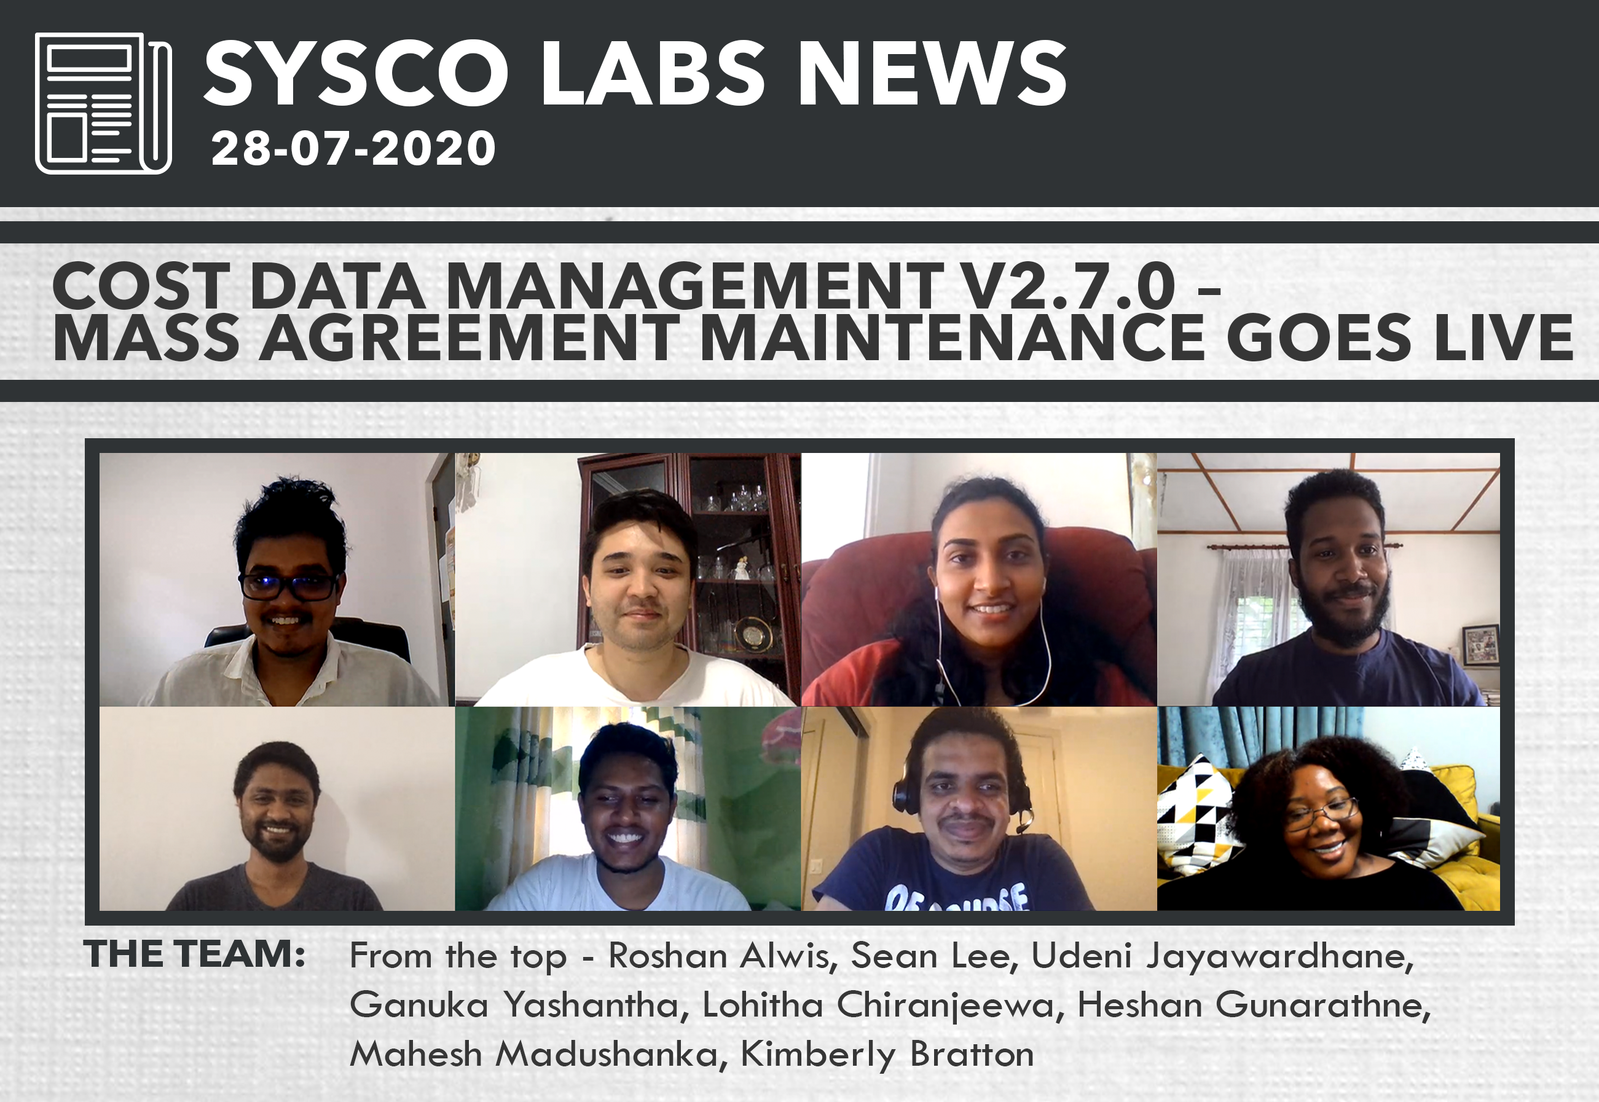 SYSCO LABS NEWS
28-07-2020
COST DATA MANAGEMENT V2.7.0 –
MASS AGREEMENT MAINTENANCE GOES LIVE
THE TEAM: From the top - Roshan Alwis, Sean Lee, Udeni Jayawardhane,
Ganuka Yashantha, Lohitha Chiranjeewa, Heshan Gunarathne,
Mahesh Madushanka, Kimberly Bratton